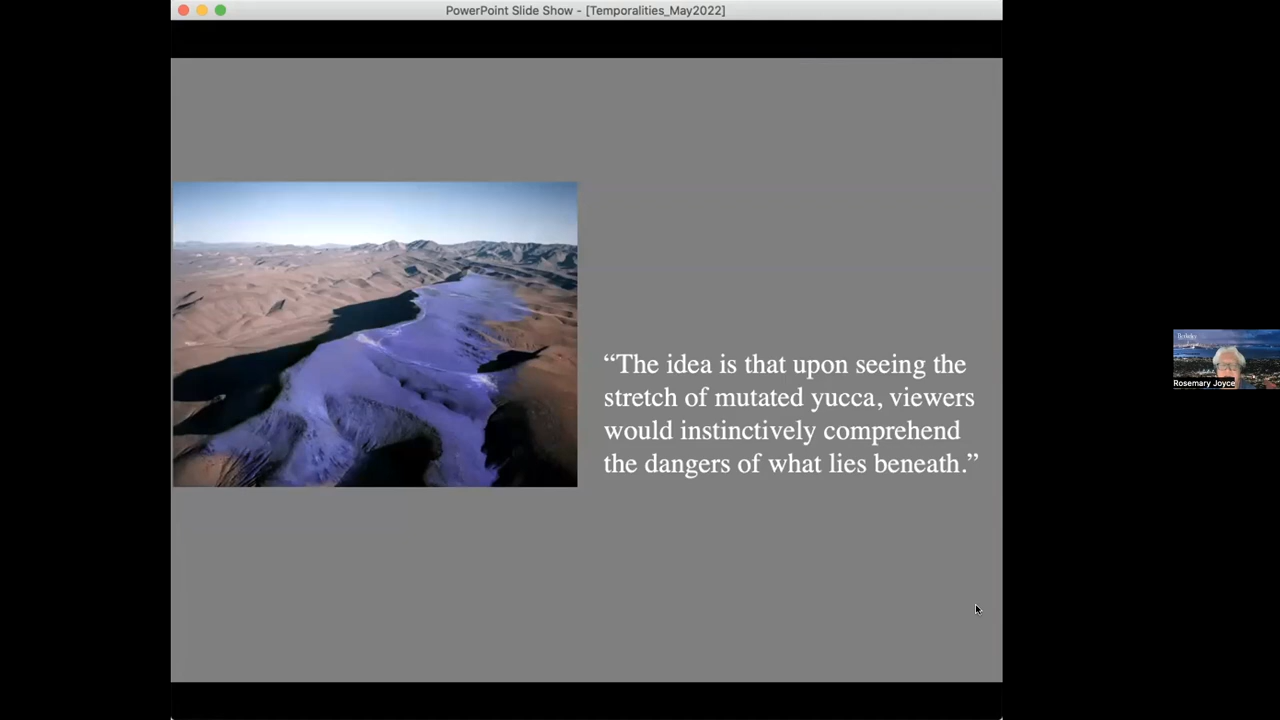 PowerPoint Slide Show - [Temporalities_May2022]
“The idea is that upon seeing the
stretch of mutated yucca, viewers
would instinctively comprehend
the dangers of what lies beneath.”
Berkeley
Rosemary Joyce